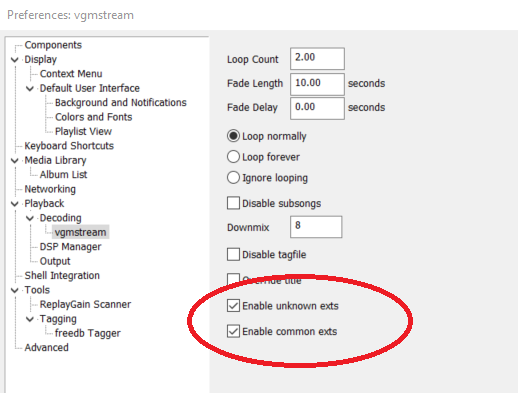 Preferences: vgmstream
Components
Display
Context Menu
Default User Interface
Background and Notifications
Colors and Fonts
Playlist View
Keyboard Shortcuts
Media Library
Album List
Networking
Playback
Decoding
vgmstream
DSP Manager
Output
Shell Integration
Tools
ReplayGain Scanner
Tagging
freedb Tagger
Advanced
Loop Count 2.00
Fade Length 10.00 seconds
Fade Delay 0.00 seconds
Loop normally
Loop forever
Ignore looping
Disable subsongs
Downmix 8
Disable tagfile
Override title
Enable unknown exts
Enable common exts